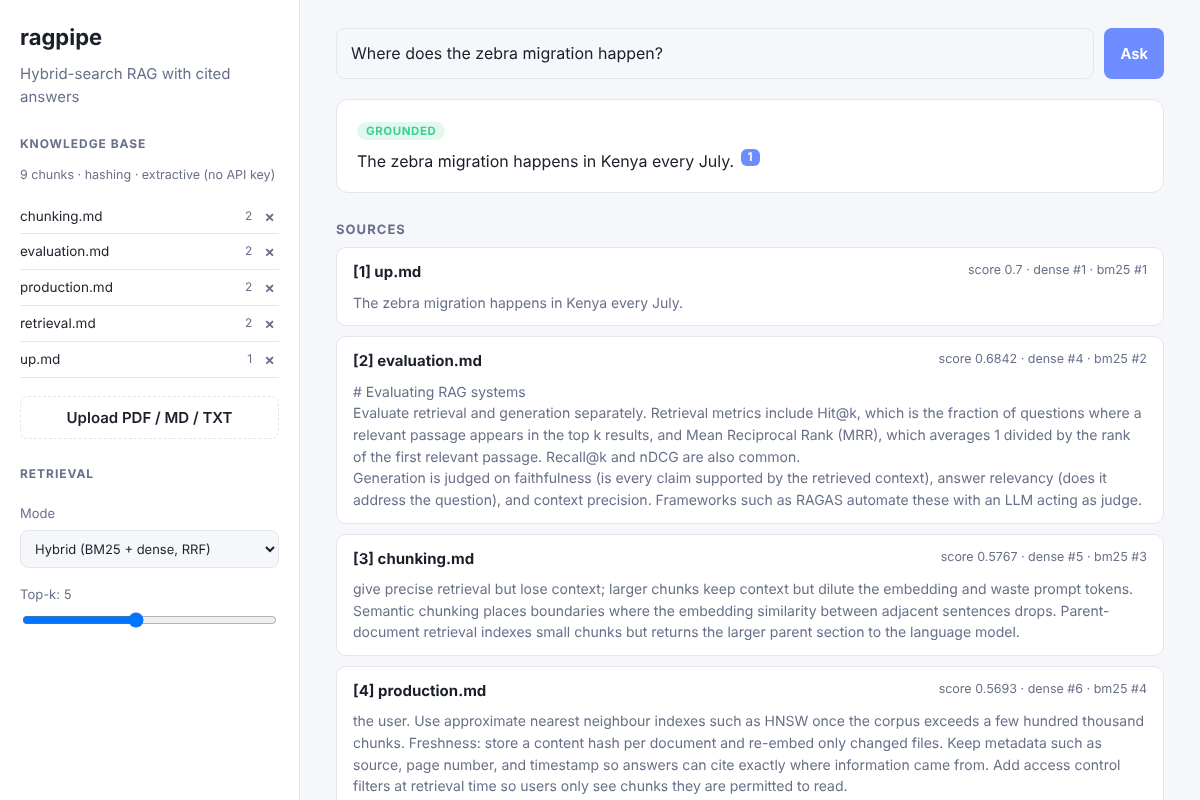 ragpipe
Hybrid-search RAG with cited
answers
KNOWLEDGE BASE
9 chunks · hashing · extractive (no API key)
chunking.md 2 ×
evaluation.md 2 ×
production.md 2 ×
retrieval.md 2 ×
up.md 1 ×
Upload PDF / MD / TXT
RETRIEVAL
Mode
Hybrid (BM25 + dense, RRF)
Top-k: 5
Where does the zebra migration happen?
Ask
GROUNDED
The zebra migration happens in Kenya every July. 1
SOURCES
[1] up.md score 0.7 · dense #1 · bm25 #1
The zebra migration happens in Kenya every July.
[2] evaluation.md score 0.6842 · dense #4 · bm25 #2
# Evaluating RAG systems
Evaluate retrieval and generation separately. Retrieval metrics include Hit@k, which is the fraction of questions where a
relevant passage appears in the top k results, and Mean Reciprocal Rank (MRR), which averages 1 divided by the rank
of the first relevant passage. Recall@k and nDCG are also common.
Generation is judged on faithfulness (is every claim supported by the retrieved context), answer relevancy (does it
address the question), and context precision. Frameworks such as RAGAS automate these with an LLM acting as judge.
[3] chunking.md score 0.5767 · dense #5 · bm25 #3
give precise retrieval but lose context; larger chunks keep context but dilute the embedding and waste prompt tokens.
Semantic chunking places boundaries where the embedding similarity between adjacent sentences drops. Parent-
document retrieval indexes small chunks but returns the larger parent section to the language model.
[4] production.md score 0.5693 · dense #6 · bm25 #4
the user. Use approximate nearest neighbour indexes such as HNSW once the corpus exceeds a few hundred thousand
chunks. Freshness: store a content hash per document and re-embed only changed files. Keep metadata such as
source, page number, and timestamp so answers can cite exactly where information came from. Add access control
filters at retrieval time so users only see chunks they are permitted to read.